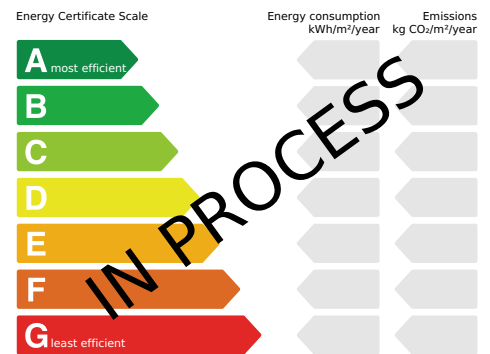 Energy Certificate Scale
Energy consumption
kWh/m²/year
Emissions
kg CO₂/m²/year
A most efficient
B
C
D
E
F
G least efficient
IN PROCESS